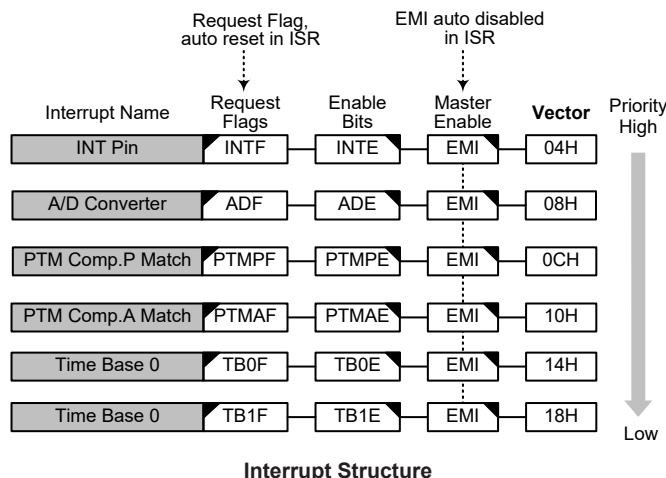 Request Flag,
auto reset in ISR
EMI auto disabled
in ISR
Interrupt Name
Request
Flags
Enable
Bits
Master
Enable
Vector
Priority
High
INT Pin INTF INTE EMI 04H
A/D Converter ADF ADE EMI 08H
PTM Comp.P Match PTMPF PTMPE EMI 0CH
PTM Comp.A Match PTMAF PTMAE EMI 10H
Time Base 0 TB0F TB0E EMI 14H
Time Base 0 TB1F TB1E EMI 18H
Low
Interrupt Structure